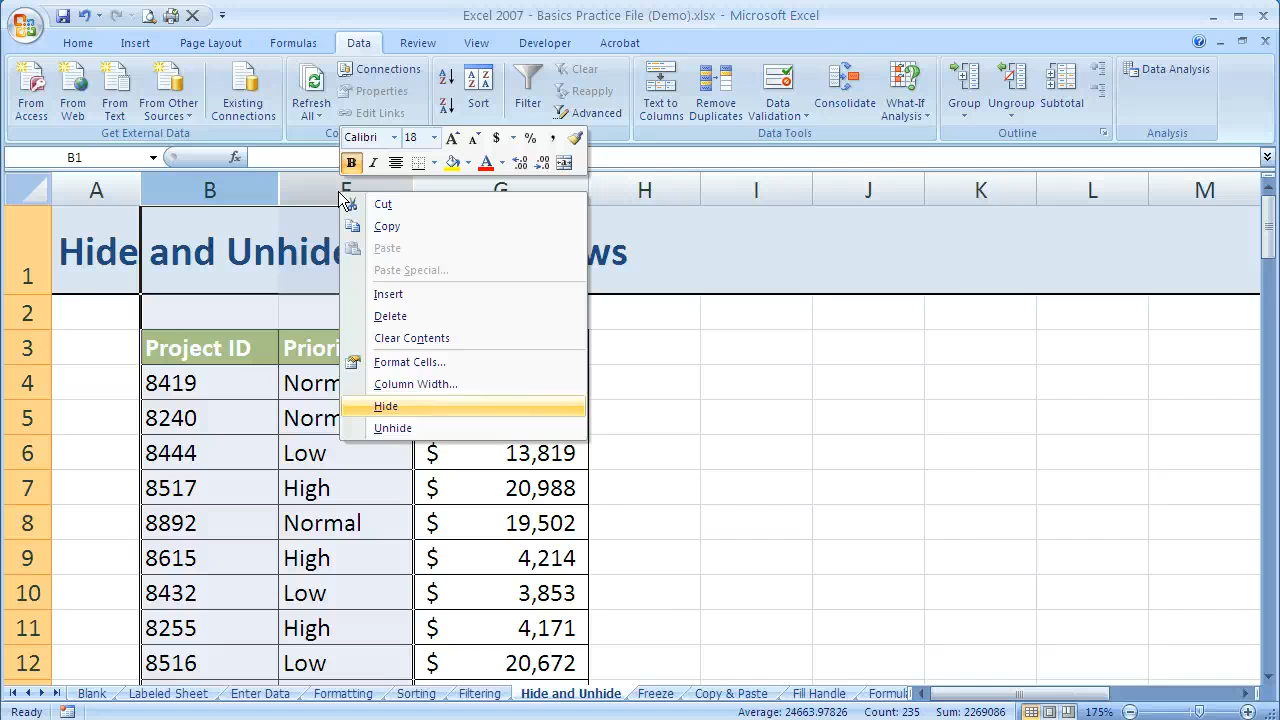 Excel 2007 - Basics Practice File (Demo).xlsx - Microsoft Excel
Home Insert Page Layout Formulas Data Review View Developer Acrobat
From Access
From Web
From Text
From Other Sources
Existing Connections
Get External Data
Refresh All
Connections
Properties
Edit Links
Co
A Z
Z A
Sort
Filter
Clear
Reapply
Advanced
Text to Columns
Remove Duplicates
Data Validation
Consolidate
What-If Analysis
Data Tools
Group
Ungroup
Subtotal
Outline
Data Analysis
Analysis
Calibri 18 A A $ % ,
B I A .00 .0
B1 fx
A B F G H I J K L M
1 Hide and Unhide ws
2
3 Project ID Priori
4 8419 Norm
5 8240 Norm
6 8444 Low $ 13,819
7 8517 High $ 20,988
8 8892 Normal $ 19,502
9 8615 High $ 4,214
10 8432 Low $ 3,853
11 8255 High $ 4,171
12 8516 Low $ 20,672
Cut
Copy
Paste
Paste Special...
Insert
Delete
Clear Contents
Format Cells...
Column Width...
Hide
Unhide
Blank Labeled Sheet Enter Data Formatting Sorting Filtering Hide and Unhide Freeze Copy & Paste Fill Handle Formul
Ready Average: 24663.97826 Count: 235 Sum: 2269086 175%